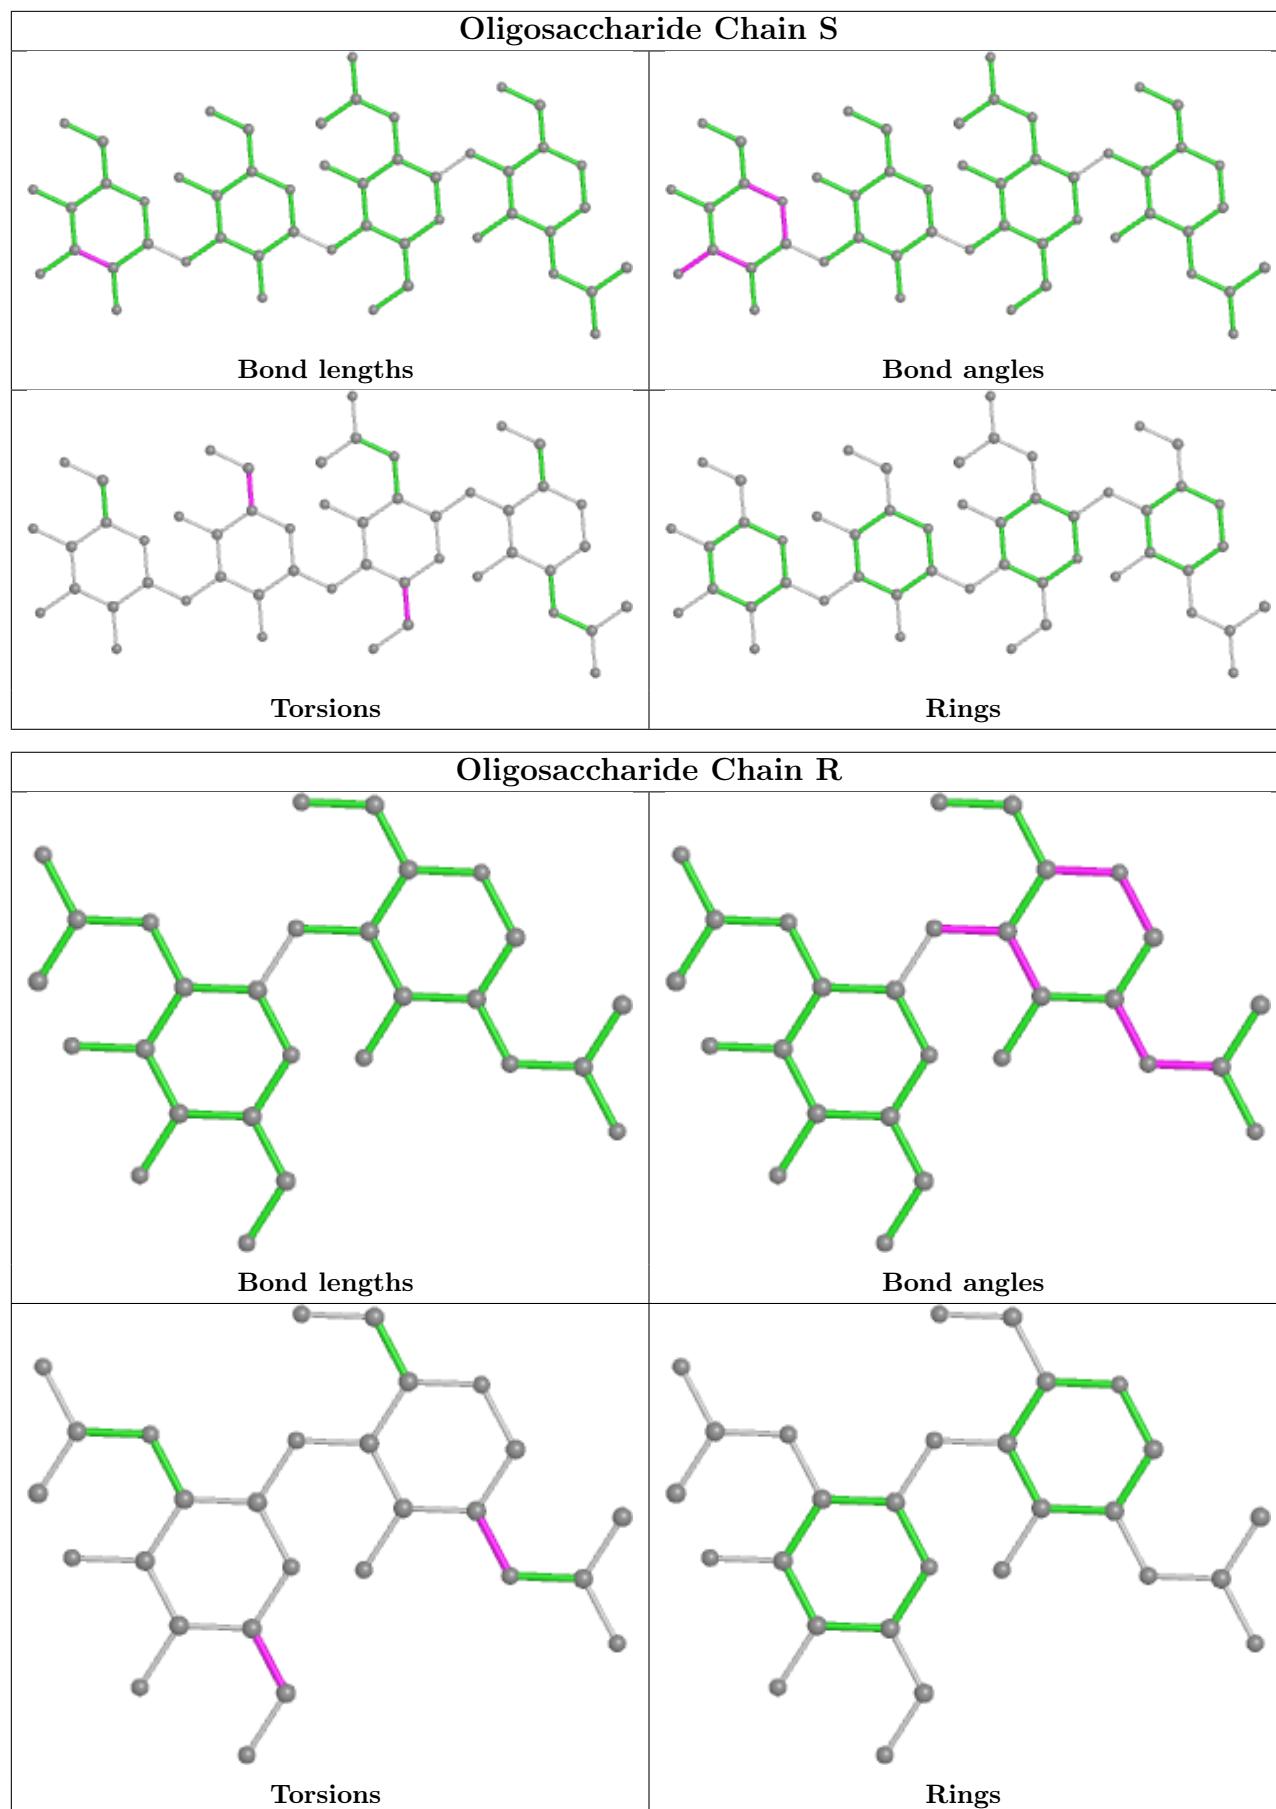 Oligosaccharide Chain S
Bond lengths
Bond angles
Torsions
Rings
Oligosaccharide Chain R
Bond lengths
Bond angles
Torsions
Rings